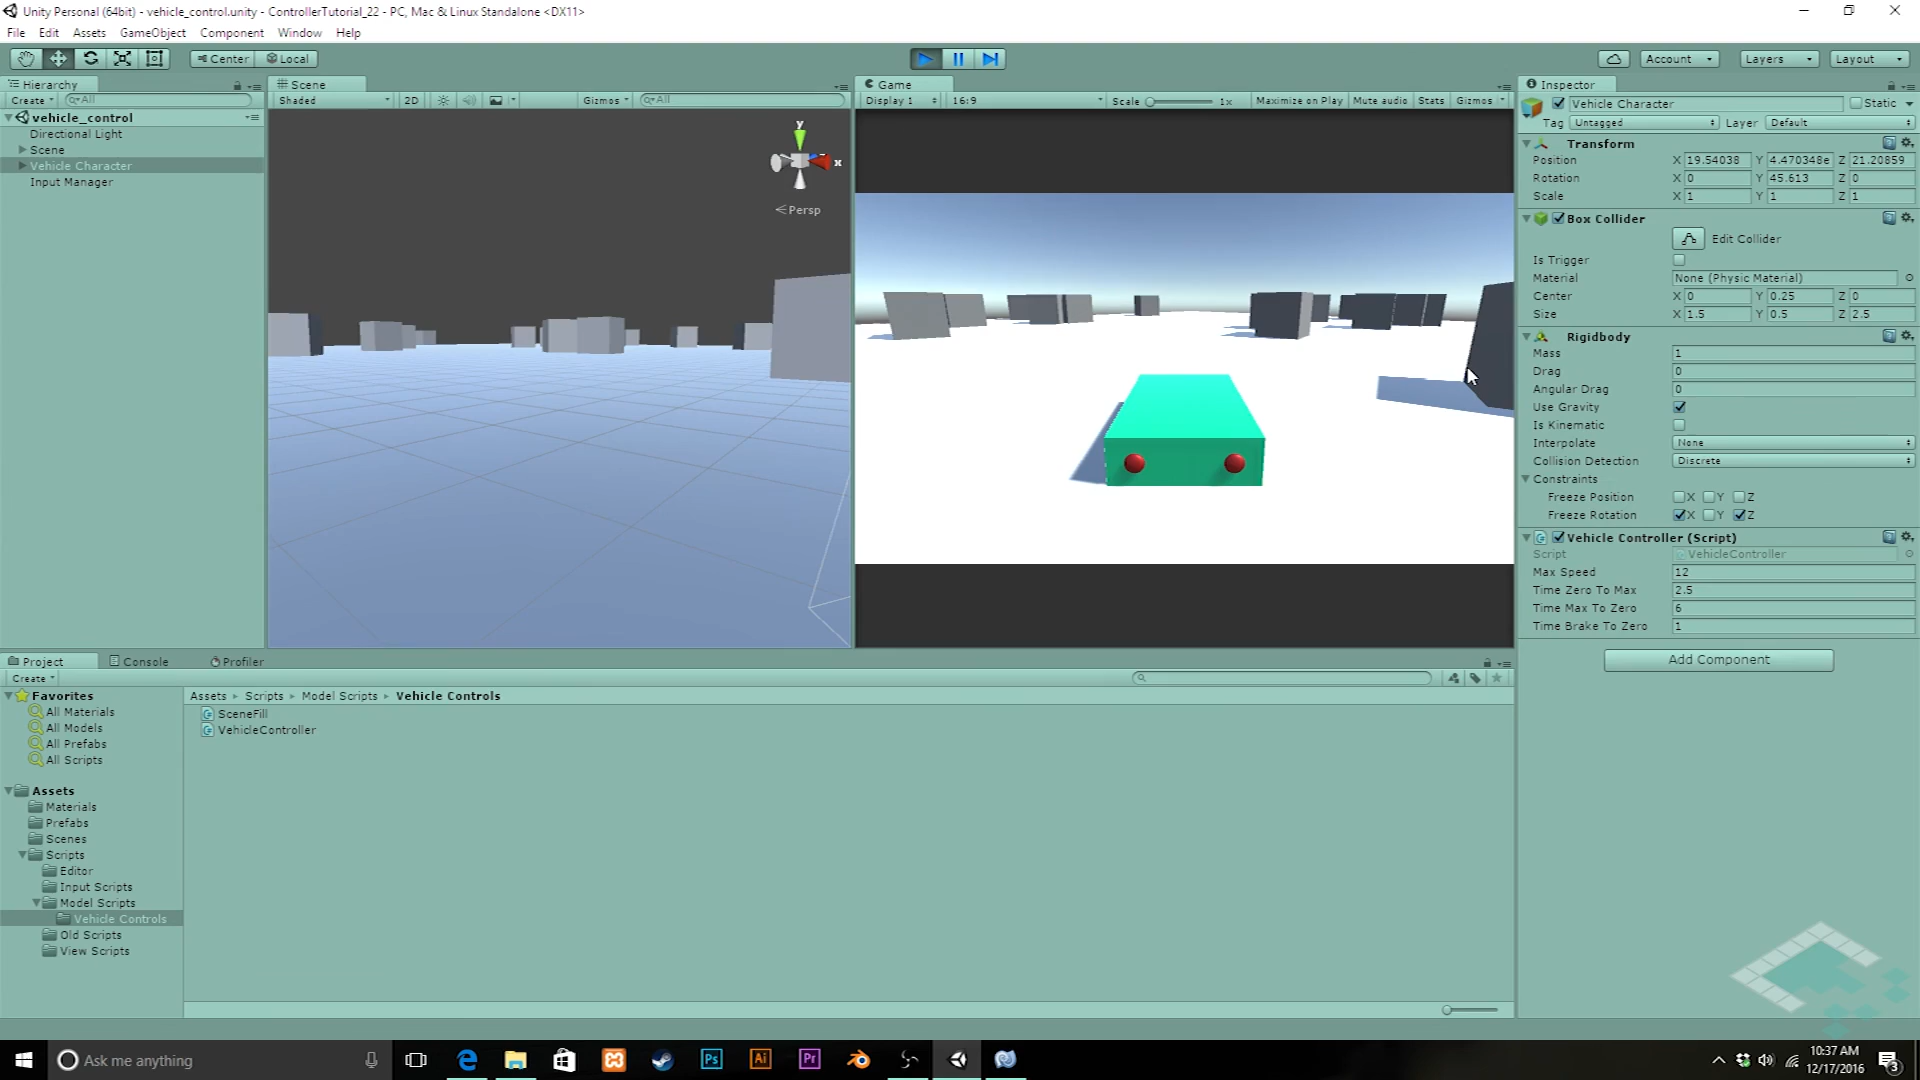 Unity Personal (64bit) - vehicle_control.unity - ControllerTutorial_22 - PC, Mac & Linux Standalone <DX11>
File Edit Assets GameObject Component Window Help
Center Local Account Layers Layout
Hierarchy
Create All
vehicle_control
Directional Light
Scene
Vehicle Character
Input Manager
Scene
Shaded 2D Gizmos All
y
x
Persp
Game
Display 1 16:9 Scale 1x Maximize on Play Mute audio Stats Gizmos
Inspector
Vehicle Character Static
Tag Untagged Layer Default
Transform
Position X 19.54038 Y 4.470348e Z 21.20859
Rotation X 0 Y 45.613 Z 0
Scale X 1 Y 1 Z 1
Box Collider
Edit Collider
Is Trigger
Material None (Physic Material)
Center X 0 Y 0.25 Z 0
Size X 1.5 Y 0.5 Z 2.5
Rigidbody
Mass 1
Drag 0
Angular Drag 0
Use Gravity
Is Kinematic
Interpolate None
Collision Detection Discrete
Constraints
Freeze Position X Y Z
Freeze Rotation X Y Z
Vehicle Controller (Script)
Script VehicleController
Max Speed 12
Time Zero To Max 2.5
Time Max To Zero 6
Time Brake To Zero 1
Add Component
Project Console Profiler
Create
Favorites
All Materials
All Models
All Prefabs
All Scripts
Assets
Materials
Prefabs
Scenes
Scripts
Editor
Input Scripts
Model Scripts
Vehicle Controls
Old Scripts
View Scripts
Assets Scripts Model Scripts Vehicle Controls
SceneFill
VehicleController
Ask me anything
Ps Ai Pr
10:37 AM
12/17/2016
3